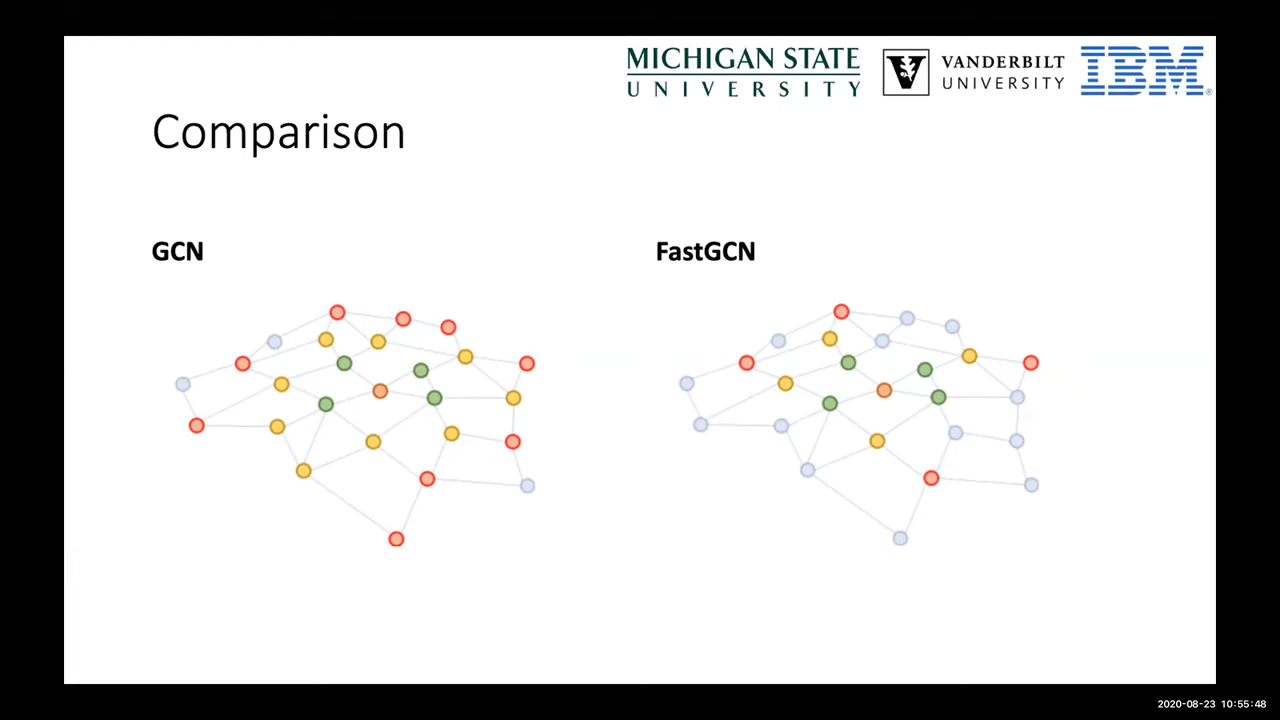 MICHIGAN STATE
UNIVERSITY
VANDERBILT
UNIVERSITY
IBM®
Comparison
GCN
FastGCN
2020-08-23 10:55:48